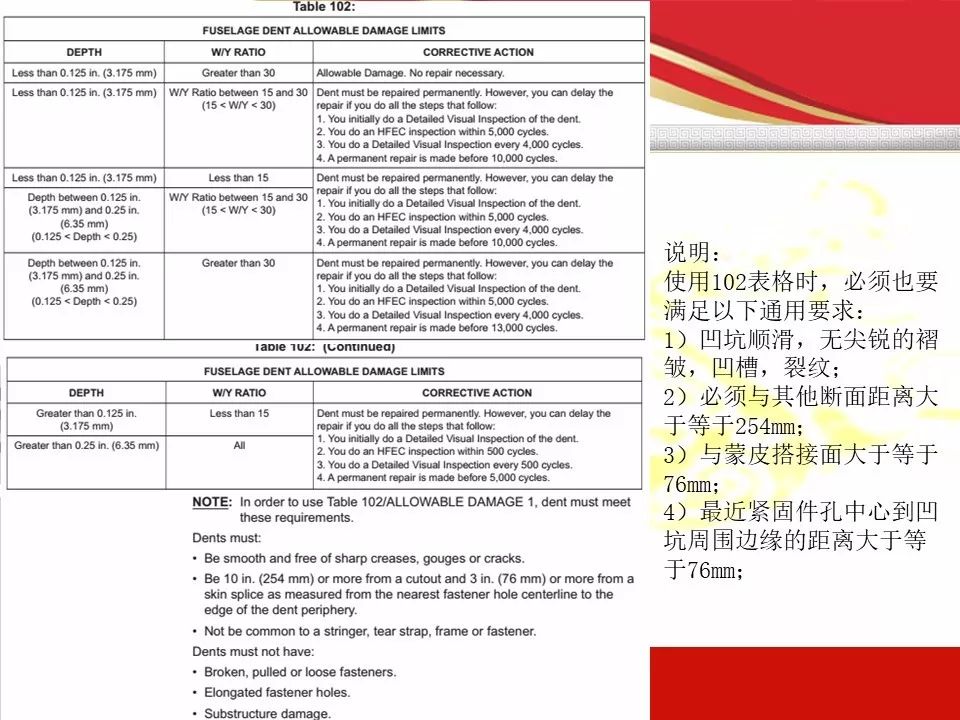 Table 102:
FUSELAGE DENT ALLOWABLE DAMAGE LIMITS
DEPTH W/Y RATIO CORRECTIVE ACTION
Less than 0.125 in. (3.175 mm) Greater than 30 Allowable Damage. No repair necessary.
Less than 0.125 in. (3.175 mm) W/Y Ratio between 15 and 30
(15 < W/Y < 30)
Dent must be repaired permanently. However, you can delay the
repair if you do all the steps that follow:
1. You initially do a Detailed Visual Inspection of the dent.
2. You do an HFEC inspection within 5,000 cycles.
3. You do a Detailed Visual Inspection every 4,000 cycles.
4. A permanent repair is made before 10,000 cycles.
Less than 0.125 in. (3.175 mm) Less than 15
Depth between 0.125 in.
(3.175 mm) and 0.25 in.
(6.35 mm)
(0.125 < Depth < 0.25)
W/Y Ratio between 15 and 30
(15 < W/Y < 30)
Dent must be repaired permanently. However, you can delay the
repair if you do all the steps that follow:
1. You initially do a Detailed Visual Inspection of the dent.
2. You do an HFEC inspection within 5,000 cycles.
3. You do a Detailed Visual Inspection every 4,000 cycles.
4. A permanent repair is made before 10,000 cycles.
Depth between 0.125 in.
(3.175 mm) and 0.25 in.
(6.35 mm)
(0.125 < Depth < 0.25)
Greater than 30
Dent must be repaired permanently. However, you can delay the
repair if you do all the steps that follow:
1. You initially do a Detailed Visual Inspection of the dent.
2. You do an HFEC inspection within 5,000 cycles.
3. You do a Detailed Visual Inspection every 4,000 cycles.
4. A permanent repair is made before 13,000 cycles.
Table 102: (Continued)
FUSELAGE DENT ALLOWABLE DAMAGE LIMITS
DEPTH W/Y RATIO CORRECTIVE ACTION
Greater than 0.125 in.
(3.175 mm)
Less than 15
Greater than 0.25 in. (6.35 mm) All
Dent must be repaired permanently. However, you can delay the
repair if you do all the steps that follow:
1. You initially do a Detailed Visual Inspection of the dent.
2. You do an HFEC within 500 cycles.
3. You do a Detailed Visual Inspection every 500 cycles.
4. A permanent repair is made before 5,000 cycles.
NOTE: In order to use Table 102/ALLOWABLE DAMAGE 1, dent must meet
these requirements.
Dents must:
• Be smooth and free of sharp creases, gouges or cracks.
• Be 10 in. (254 mm) or more from a cutout and 3 in. (76 mm) or more from a
skin splice as measured from the nearest fastener hole centerline to the
edge of the dent periphery.
• Not be common to a stringer, tear strap, frame or fastener.
Dents must not have:
• Broken, pulled or loose fasteners.
• Elongated fastener holes.
• Substructure damage.
说明：
使用102表格时，必须也要
满足以下通用要求：
1）凹坑顺滑，无尖锐的褶
皱，凹槽，裂纹；
2）必须与其他断面距离大
于等于254mm；
3）与蒙皮搭接面大于等于
76mm；
4）最近紧固件孔中心到凹
坑周围边缘的距离大于等
于76mm；